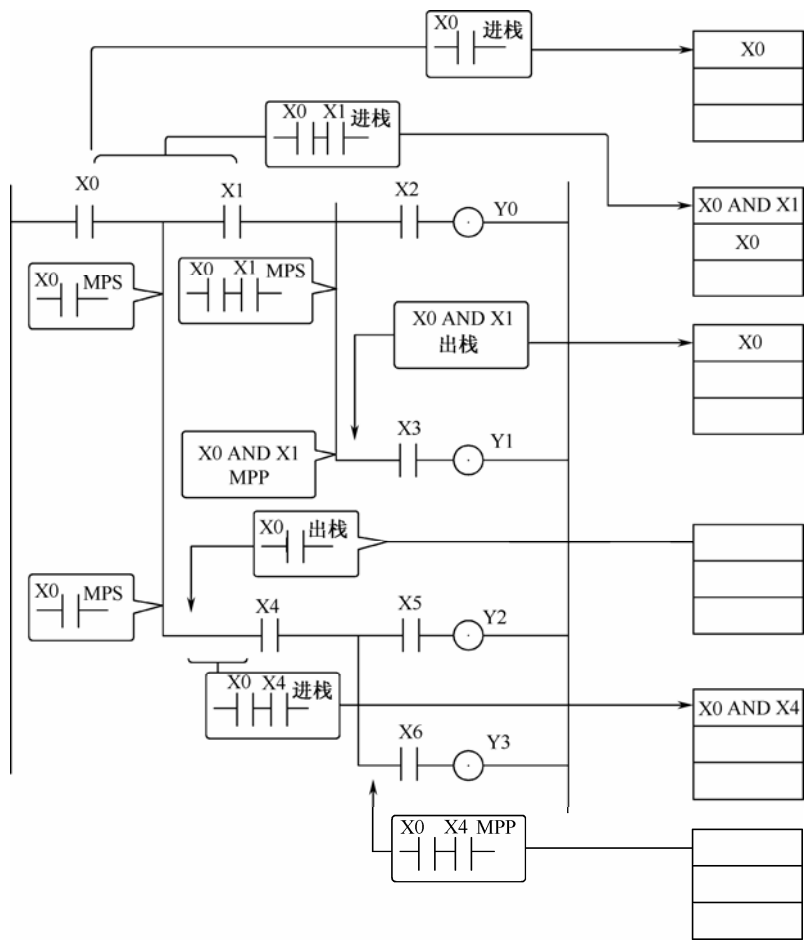 X0 进栓
X0
X0 X1 进栈
X0 X1 X2 Y0
X0 AND X1
X0
X0 MPS
X0 X1 MPS
X0 AND X1
出栈
X0
X3 Y1
X0 AND X1
MPP
X0 出栈
X0 MPS
X4 X5 Y2
X0 X4 进栈
X0 AND X4
X6 Y3
X0 X4 MPP